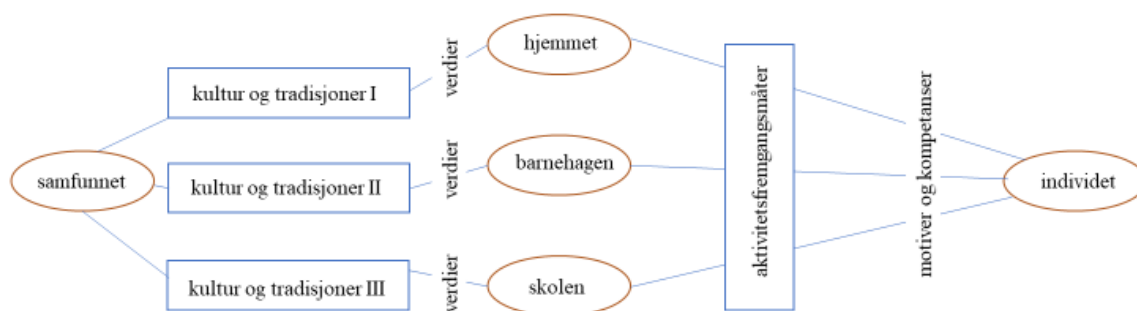 samfunnet
kultur og tradisjoner I
kultur og tradisjoner II
kultur og tradisjoner III
verdier
verdier
verdier
hjemmet
barnehagen
skolen
aktivitetsfremgangsmåter
motiver og kompetanser
individet